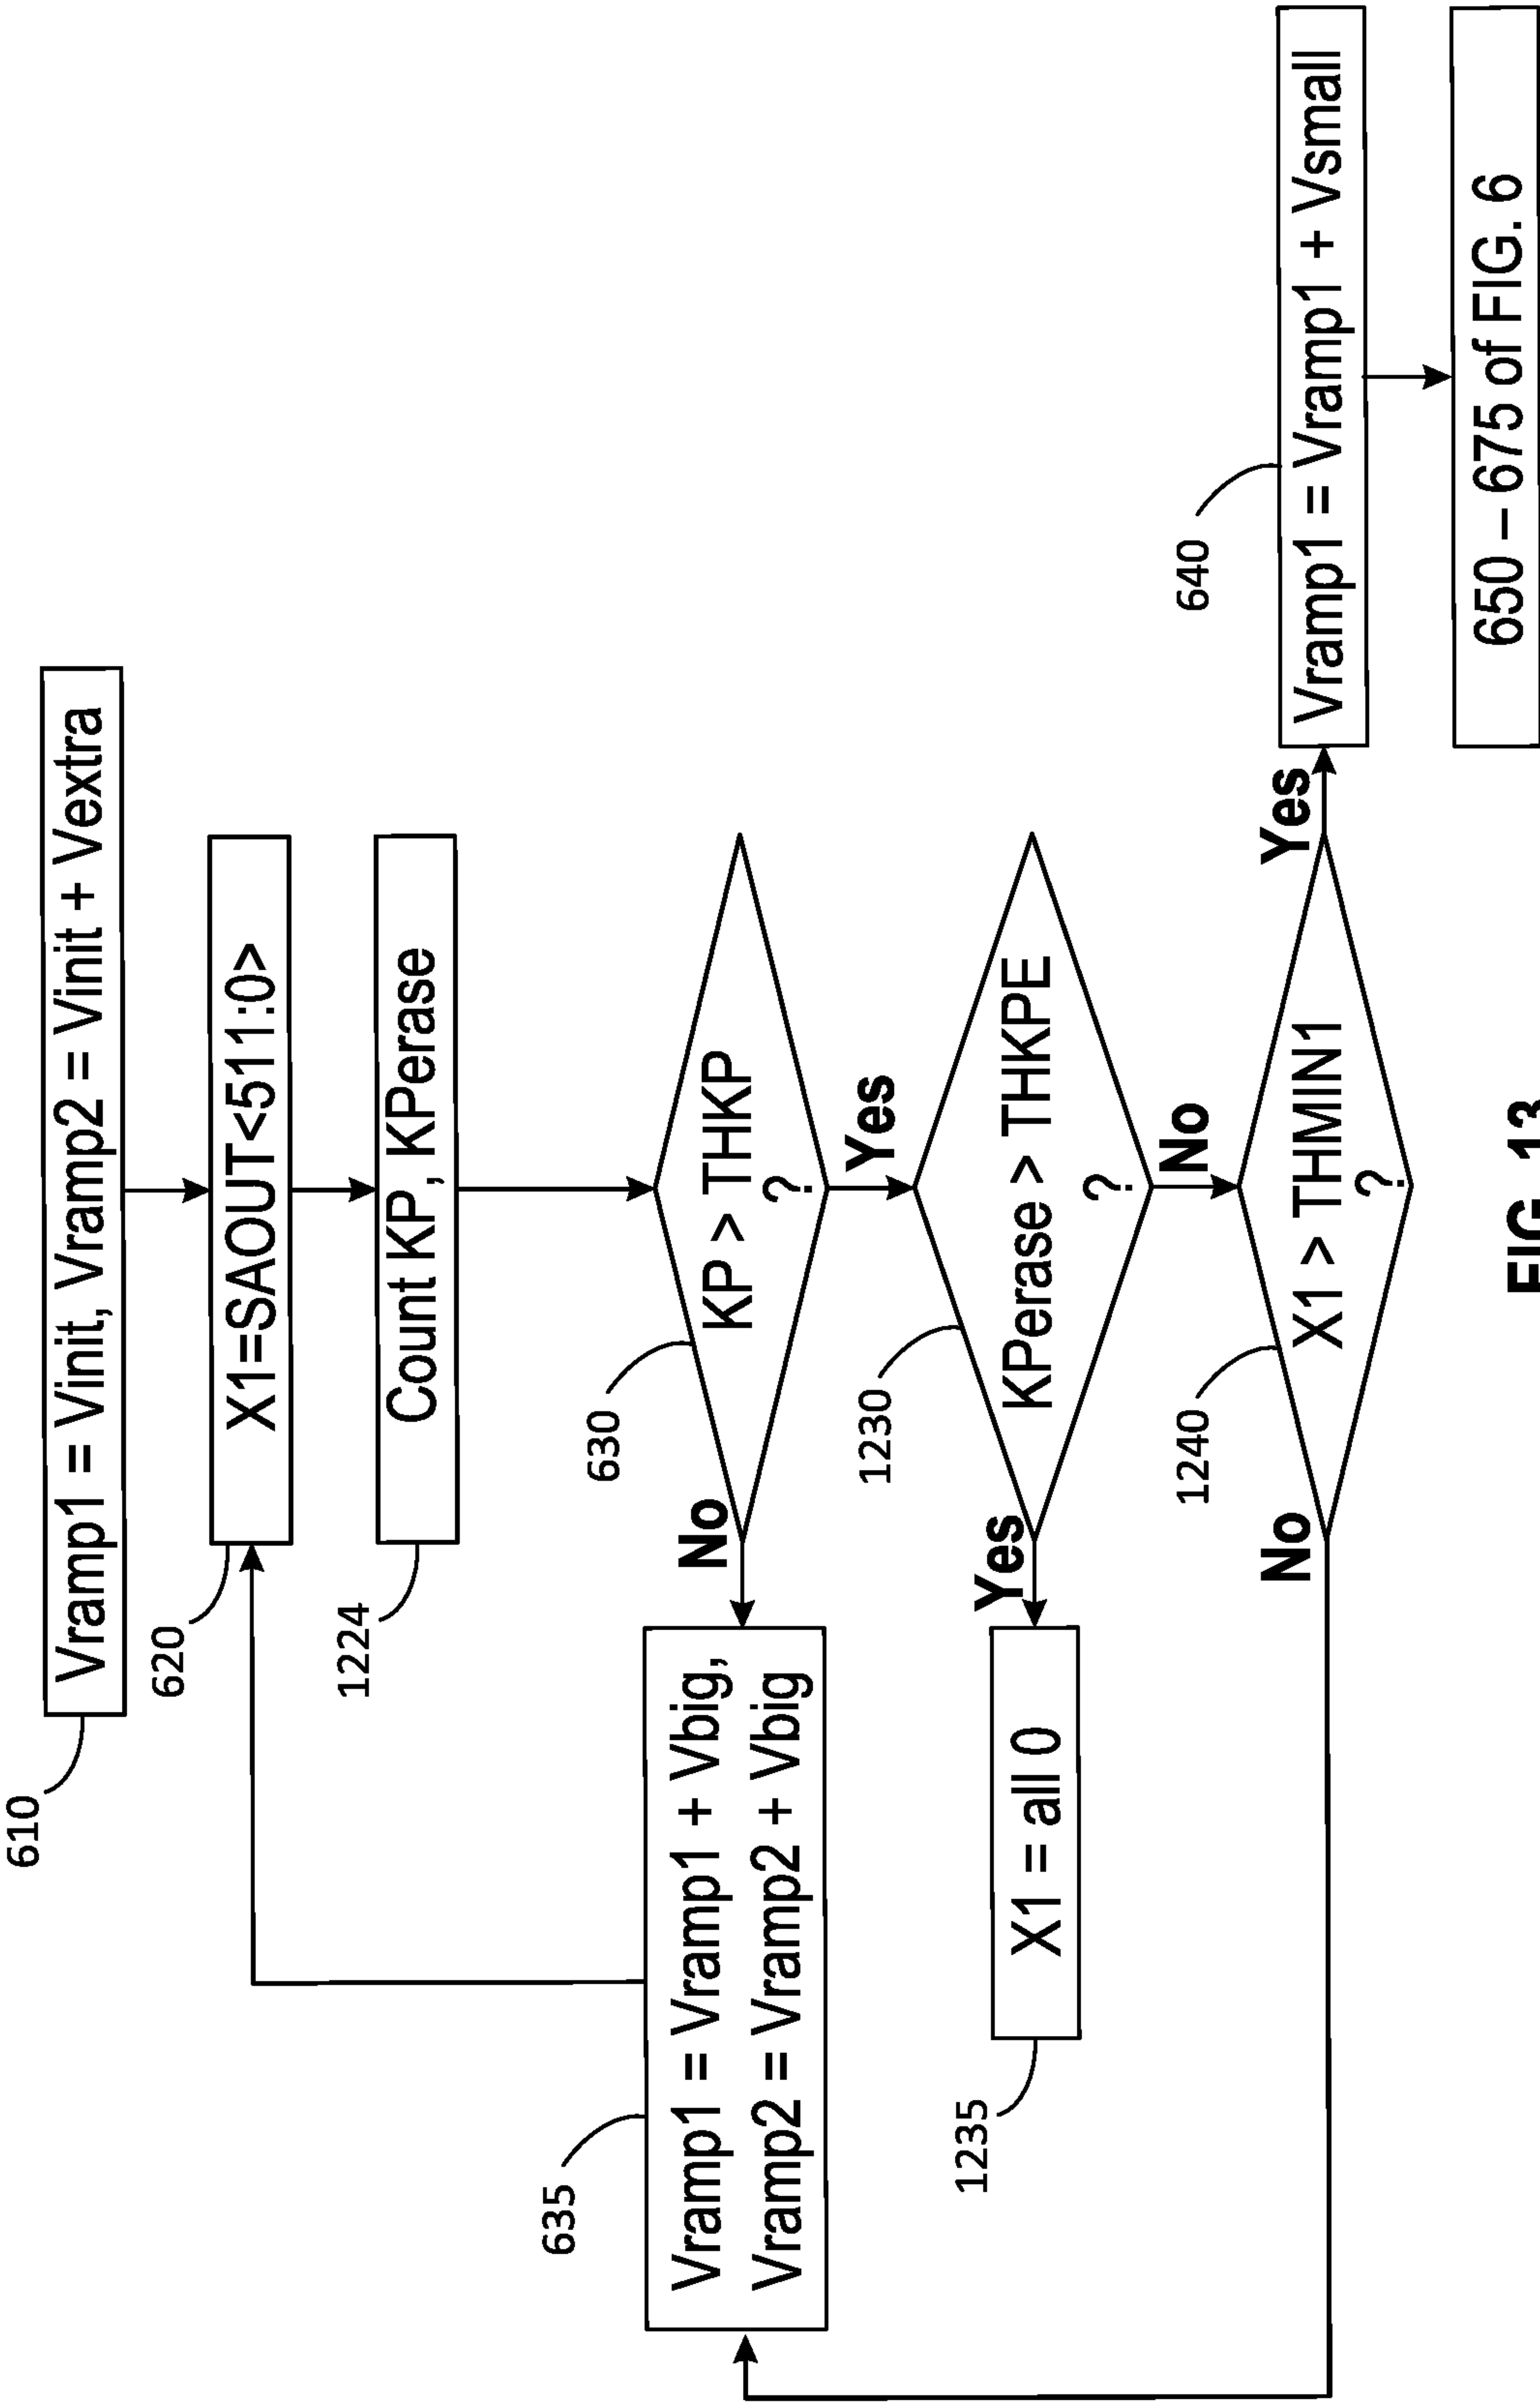 610
Vramp1 = Vinit, Vramp2 = Vinit + Vextra
620
X1=SAOUT<511:0>
1224
Count KP, KPerase
630
KP > THKP
?
No
Yes
635
Vramp1 = Vramp1 + Vbig,
Vramp2 = Vramp2 + Vbig
1230
KPerase > THKPE
?
Yes
No
1235
X1 = all 0
1240
X1 > THMIN1
?
No
Yes
640
Vramp1 = Vramp1 + Vsmall
650 – 675 of FIG. 6
FIG. 13